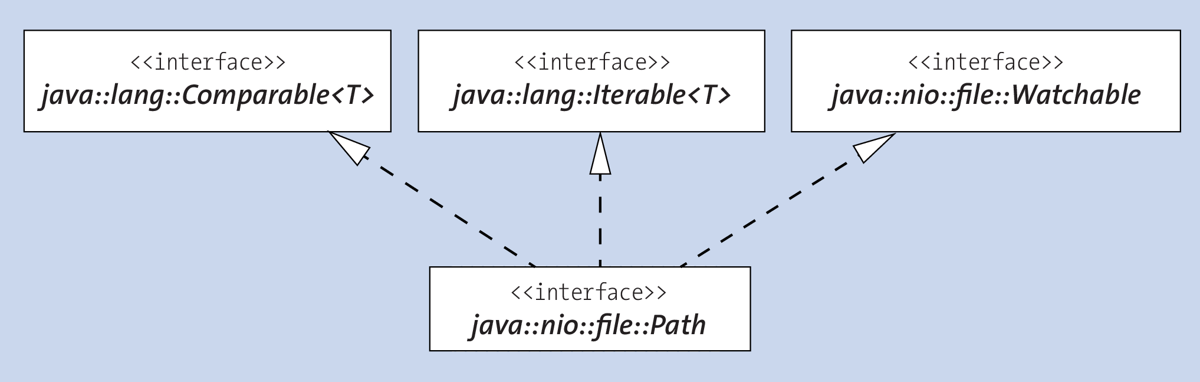 <<interface>>
java::lang::Comparable<T>
<<interface>>
java::lang::Iterable<T>
<<interface>>
java::nio::file::Watchable
<<interface>>
java::nio::file::Path